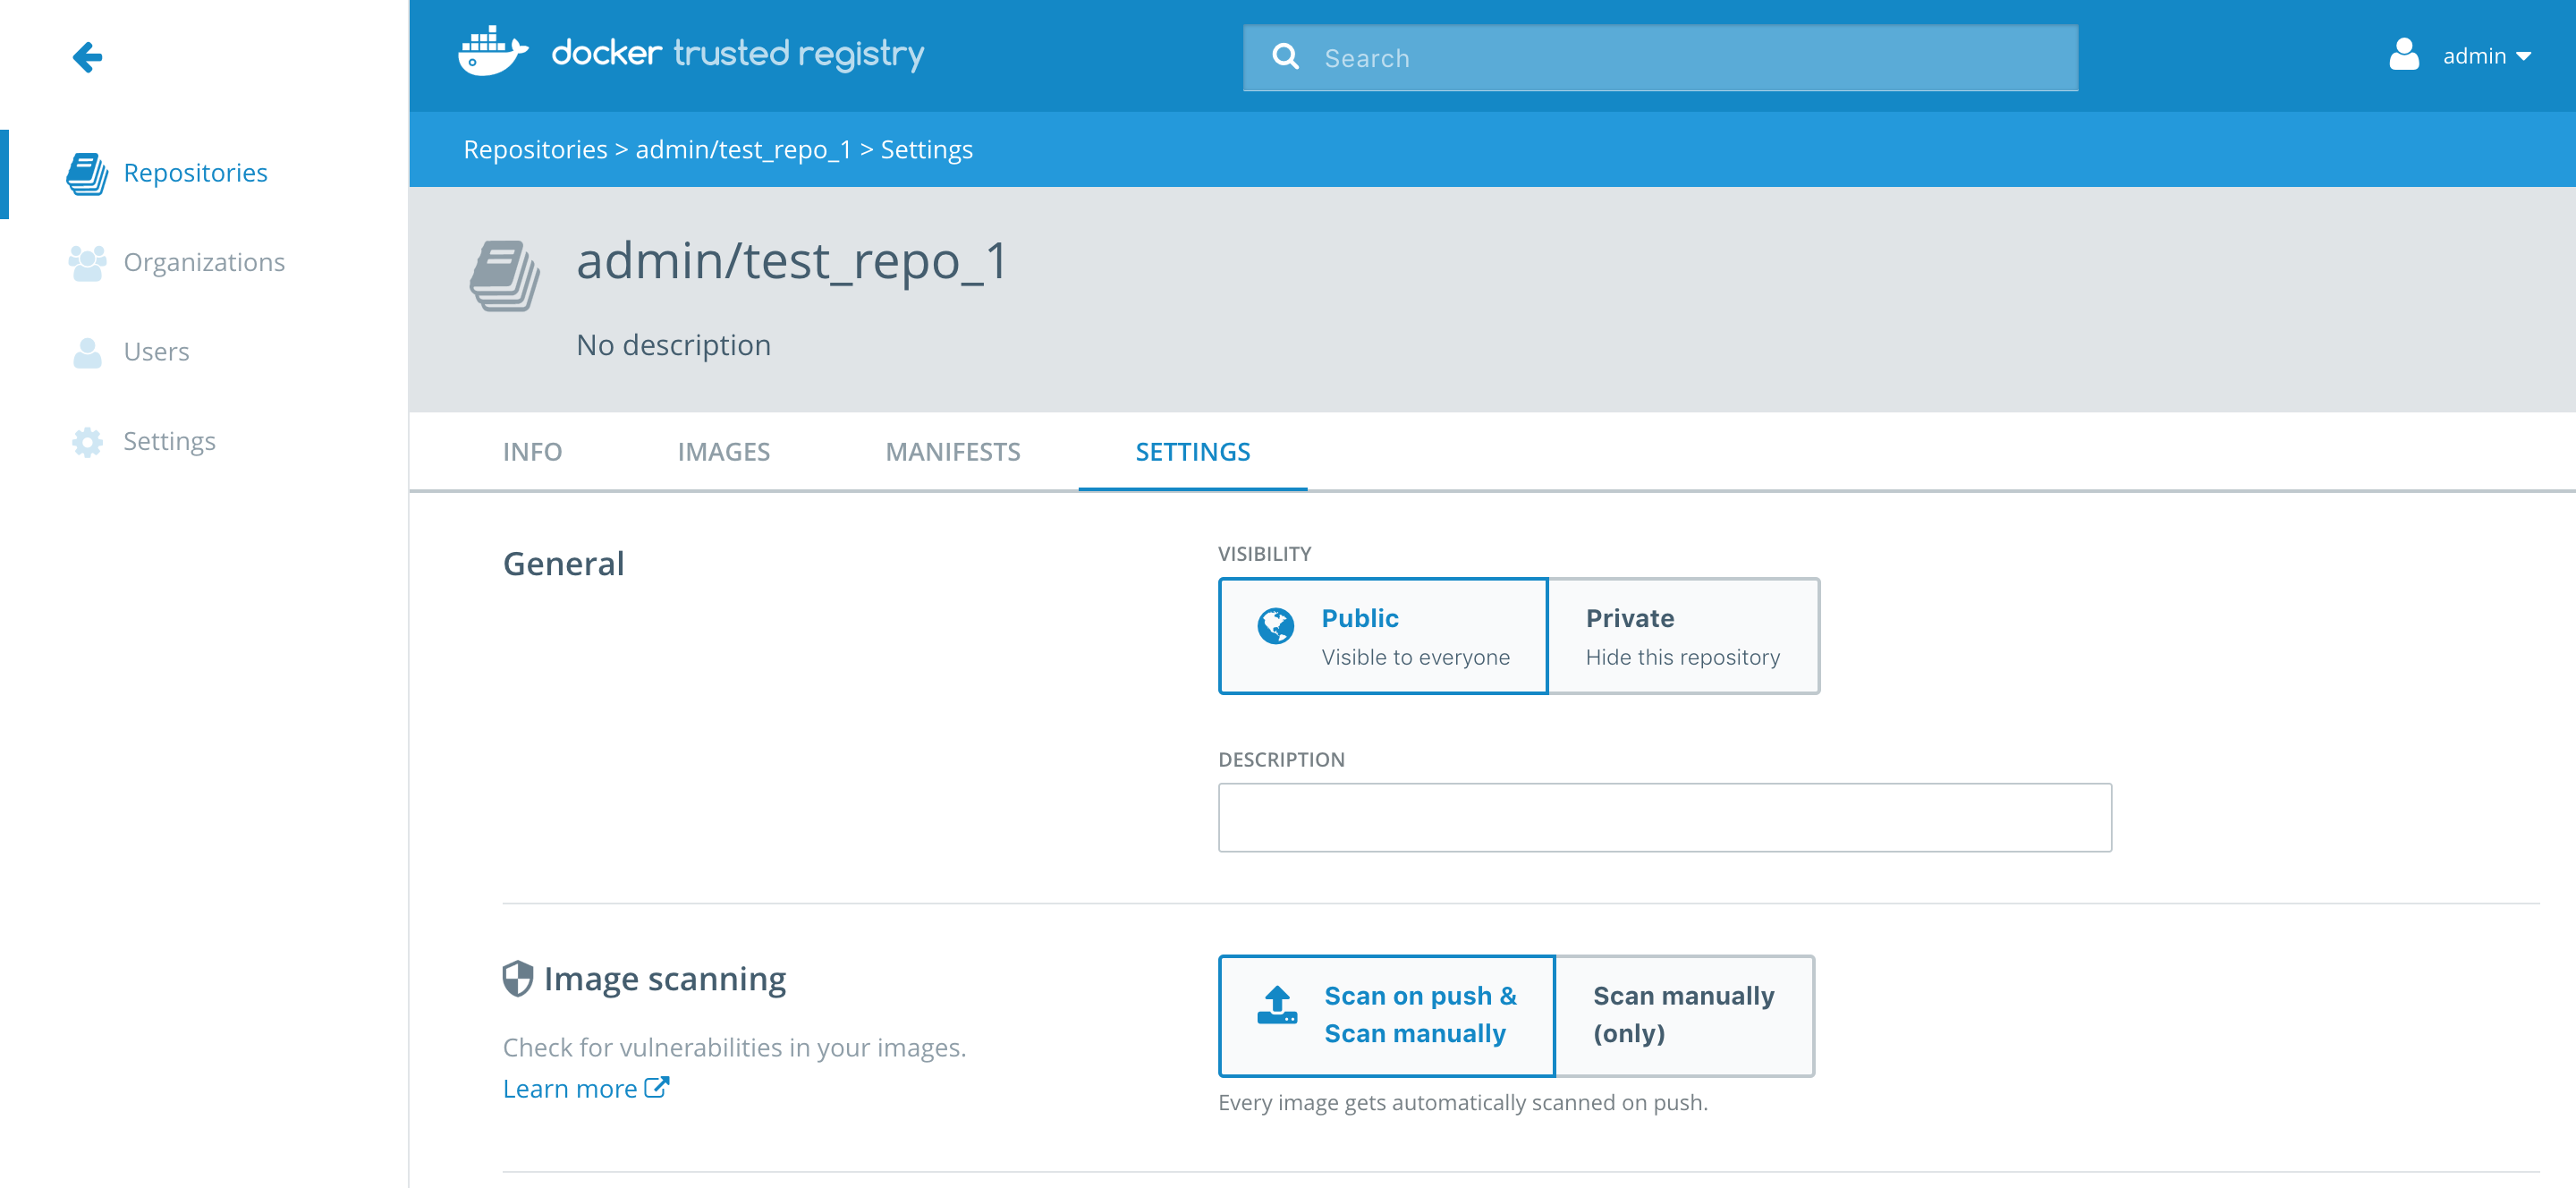 docker trusted registry
Search
admin
Repositories > admin/test_repo_1 > Settings
Repositories
Organizations
Users
Settings
admin/test_repo_1
No description
INFO
IMAGES
MANIFESTS
SETTINGS
General
VISIBILITY
Public
Visible to everyone
Private
Hide this repository
DESCRIPTION
Image scanning
Check for vulnerabilities in your images.
Learn more
Scan on push &
Scan manually
Scan manually
(only)
Every image gets automatically scanned on push.